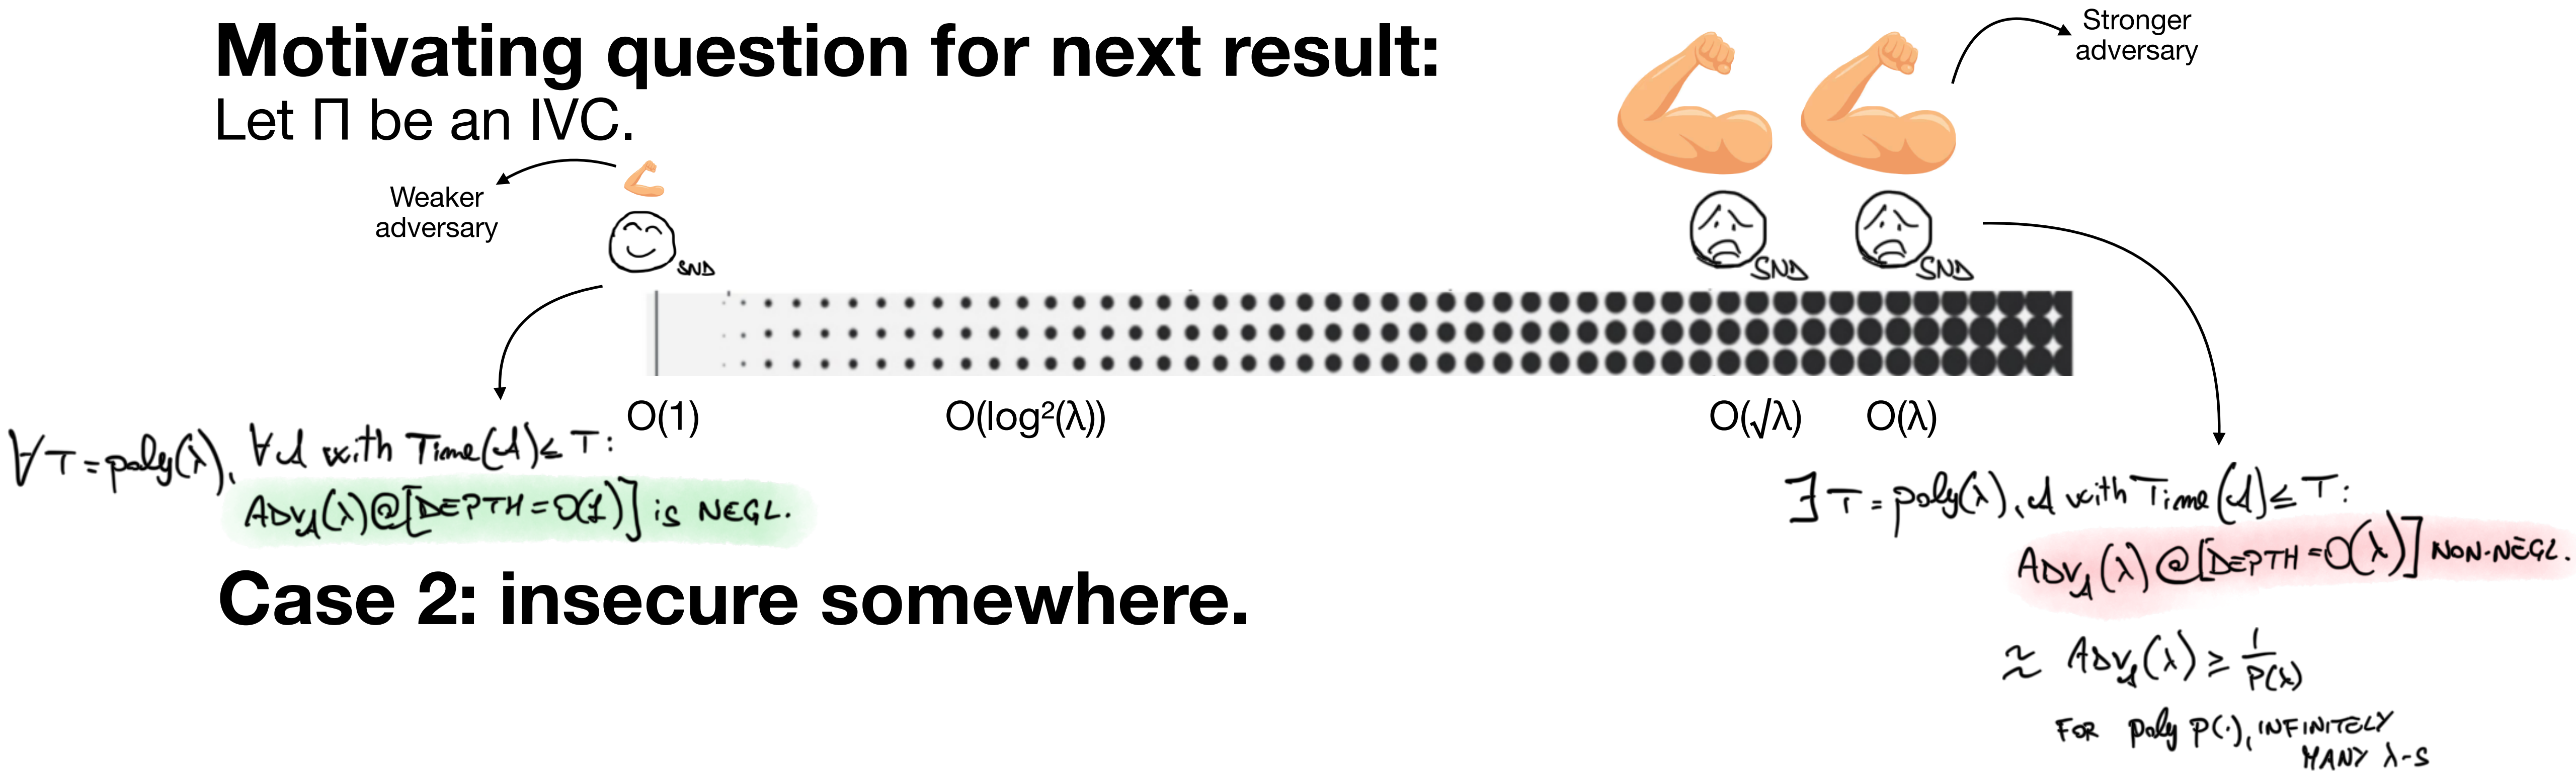 Motivating question for next result:
Let Π be an IVC.
Stronger
adversary
Weaker
adversary
SND
SND
SND
O(1)
O(log²(λ))
O(√λ)
O(λ)
∀ T = poly(λ), ∀ A with Time(A) ≤ T:
ADV_A(λ)@[DEPTH = O(1)] is NEGL.
∃ T = poly(λ), A with Time(A) ≤ T:
ADV_A(λ)@[DEPTH = O(λ)] NON-NEGL.
≈ ADV_A(λ) ≥ 1/P(λ)
FOR poly P(·), INFINITELY
MANY λ-s
Case 2: insecure somewhere.